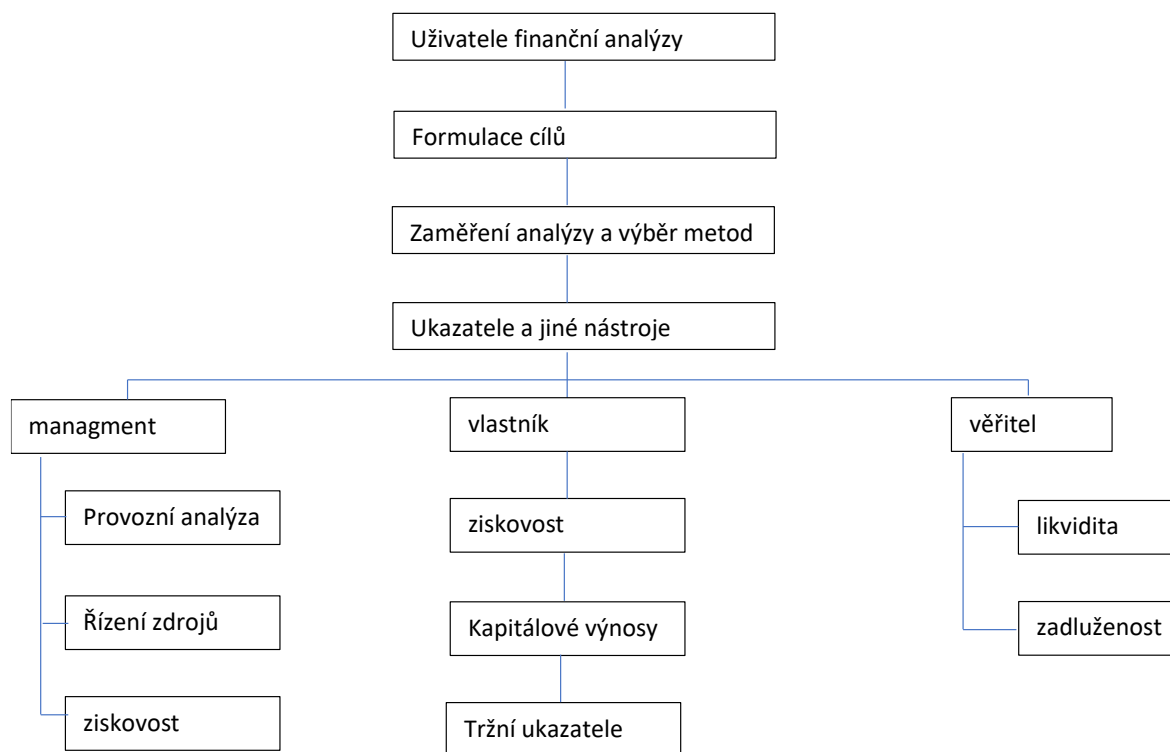 Uživatele finanční analýzy
Formulace cílů
Zaměření analýzy a výběr metod
Ukazatele a jiné nástroje
managment
vlastník
věřitel
Provozní analýza
ziskovost
likvidita
Řízení zdrojů
Kapitálové výnosy
zadluženost
ziskovost
Tržní ukazatele